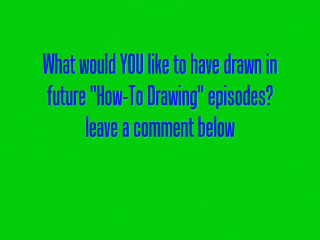 What would YOU like to have drawn in
future "How-To Drawing" episodes?
leave a comment below